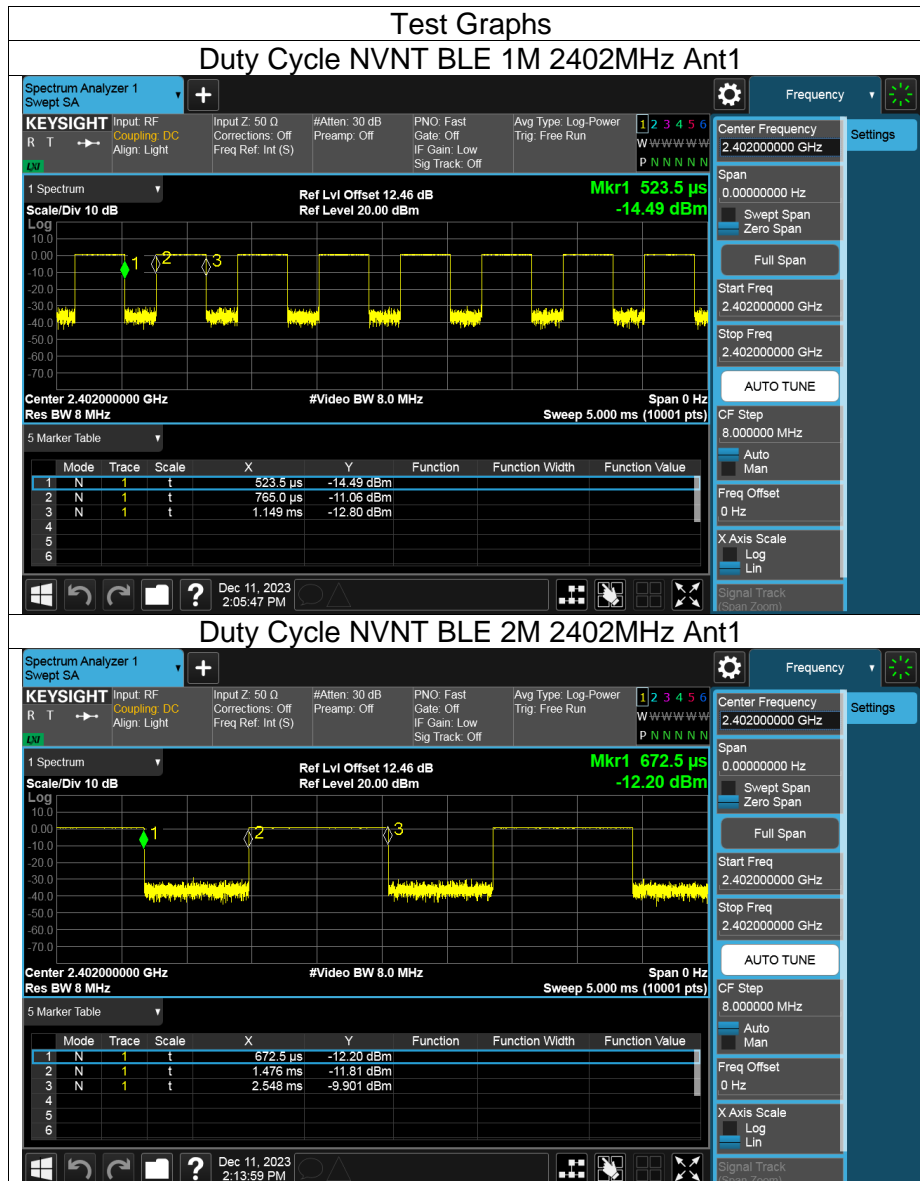 Test Graphs
Duty Cycle NVNT BLE 1M 2402MHz Ant1
Spectrum Analyzer 1
Swept SA
+
Frequency
KEYSIGHT
R T
LXI
Input: RF
Coupling: DC
Align: Light
Input Z: 50 Ω
Corrections: Off
Freq Ref: Int (S)
#Atten: 30 dB
Preamp: Off
PNO: Fast
Gate: Off
IF Gain: Low
Sig Track: Off
Avg Type: Log-Power
Trig: Free Run
1 2 3 4 5 6
W W W W W W
P N N N N N
Center Frequency
2.402000000 GHz
Settings
Span
0.00000000 Hz
Swept Span
Zero Span
Full Span
Start Freq
2.402000000 GHz
Stop Freq
2.402000000 GHz
AUTO TUNE
CF Step
8.000000 MHz
Auto
Man
Freq Offset
0 Hz
X Axis Scale
Log
Lin
Signal Track
(Span Zoom)
1 Spectrum
Scale/Div 10 dB
Ref Lvl Offset 12.46 dB
Ref Level 20.00 dBm
Mkr1 523.5 µs
-14.49 dBm
Log
10.0
0.00
-10.0
-20.0
-30.0
-40.0
-50.0
-60.0
-70.0
1 2 3
Center 2.402000000 GHz
Res BW 8 MHz
#Video BW 8.0 MHz
Span 0 Hz
Sweep 5.000 ms (10001 pts)
5 Marker Table
Mode Trace Scale X Y Function Function Width Function Value
1 N 1 t 523.5 µs -14.49 dBm
2 N 1 t 765.0 µs -11.06 dBm
3 N 1 t 1.149 ms -12.80 dBm
4
5
6
?
Dec 11, 2023
2:05:47 PM
Duty Cycle NVNT BLE 2M 2402MHz Ant1
Spectrum Analyzer 1
Swept SA
+
Frequency
KEYSIGHT
R T
LXI
Input: RF
Coupling: DC
Align: Light
Input Z: 50 Ω
Corrections: Off
Freq Ref: Int (S)
#Atten: 30 dB
Preamp: Off
PNO: Fast
Gate: Off
IF Gain: Low
Sig Track: Off
Avg Type: Log-Power
Trig: Free Run
1 2 3 4 5 6
W W W W W W
P N N N N N
Center Frequency
2.402000000 GHz
Settings
Span
0.00000000 Hz
Swept Span
Zero Span
Full Span
Start Freq
2.402000000 GHz
Stop Freq
2.402000000 GHz
AUTO TUNE
CF Step
8.000000 MHz
Auto
Man
Freq Offset
0 Hz
X Axis Scale
Log
Lin
Signal Track
(Span Zoom)
1 Spectrum
Scale/Div 10 dB
Ref Lvl Offset 12.46 dB
Ref Level 20.00 dBm
Mkr1 672.5 µs
-12.20 dBm
Log
10.0
0.00
-10.0
-20.0
-30.0
-40.0
-50.0
-60.0
-70.0
1 2 3
Center 2.402000000 GHz
Res BW 8 MHz
#Video BW 8.0 MHz
Span 0 Hz
Sweep 5.000 ms (10001 pts)
5 Marker Table
Mode Trace Scale X Y Function Function Width Function Value
1 N 1 t 672.5 µs -12.20 dBm
2 N 1 t 1.476 ms -11.81 dBm
3 N 1 t 2.548 ms -9.901 dBm
4
5
6
?
Dec 11, 2023
2:13:59 PM